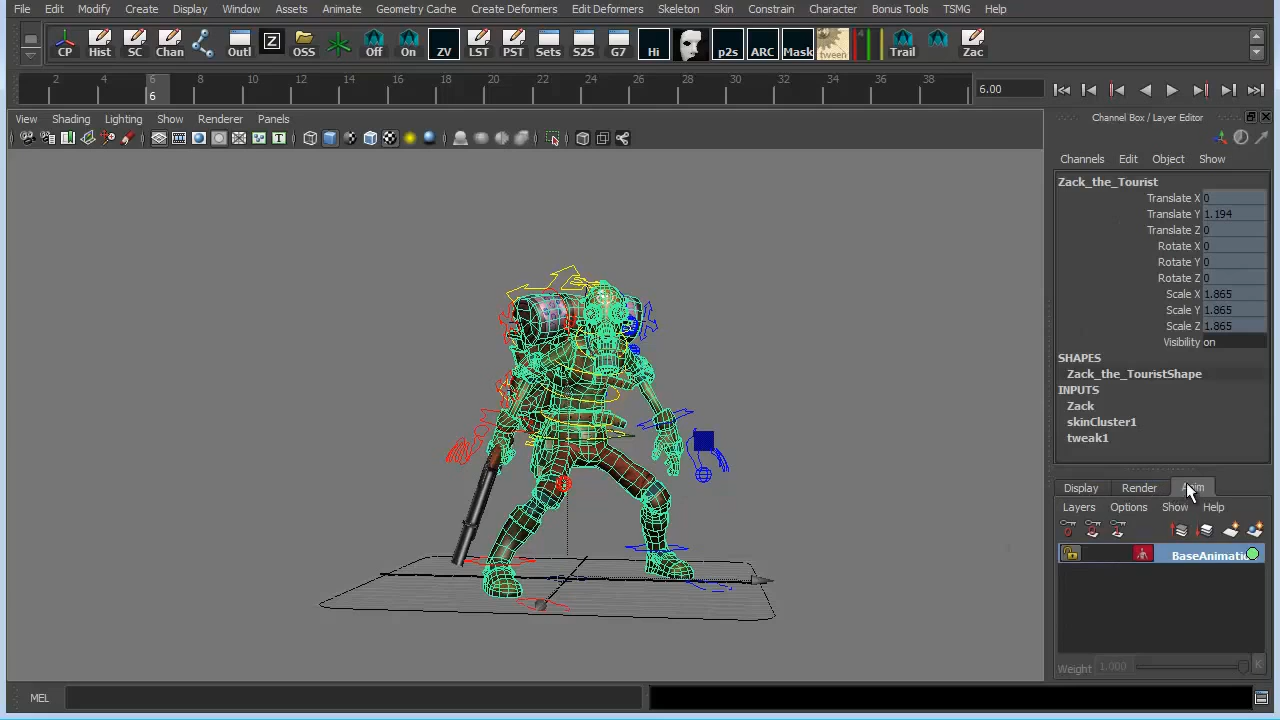 File Edit Modify Create Display Window Assets Animate Geometry Cache Create Deformers Edit Deformers Skeleton Skin Constrain Character Bonus Tools TSMG Help
CP Hist SC Chan Outl Z OSS Off On ZV LST PST Sets S2S G7 Hi p2s ARC Mask tween 4 Trail Zac
2 4 6 8 10 12 14 16 18 20 22 24 26 28 30 32 34 36 38
6
6.00
View Shading Lighting Show Renderer Panels
Channel Box / Layer Editor
Channels Edit Object Show
Zack_the_Tourist
Translate X 0
Translate Y 1.194
Translate Z 0
Rotate X 0
Rotate Y 0
Rotate Z 0
Scale X 1.865
Scale Y 1.865
Scale Z 1.865
Visibility on
SHAPES
Zack_the_TouristShape
INPUTS
Zack
skinCluster1
tweak1
Display Render Anim
Layers Options Show Help
BaseAnimatic
Weight 1.000 K
MEL